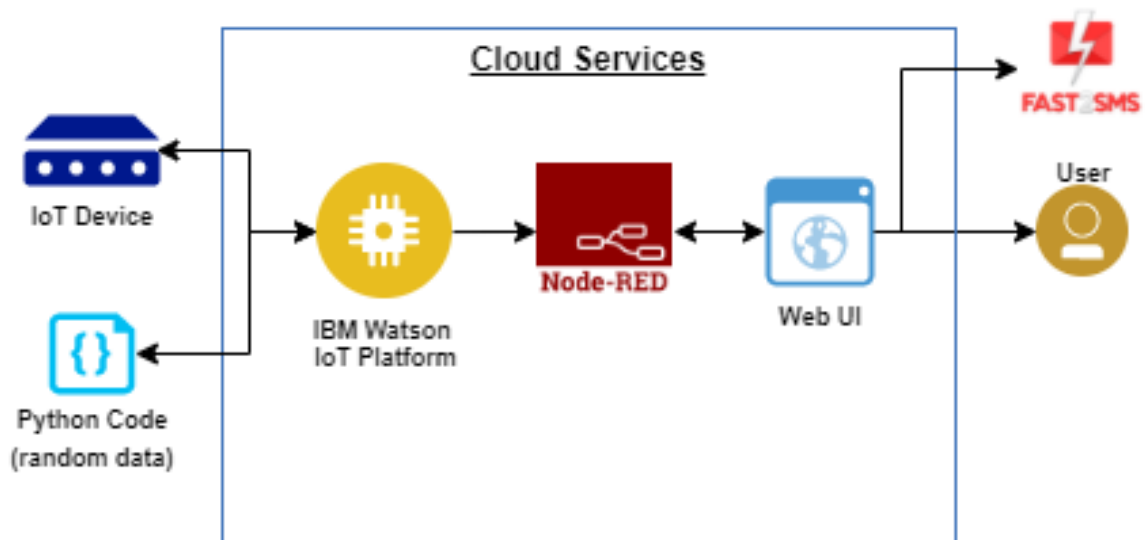 Cloud Services
FAST2SMS
IoT Device
User
Node-RED
IBM Watson
IoT Platform
Web UI
Python Code
(random data)